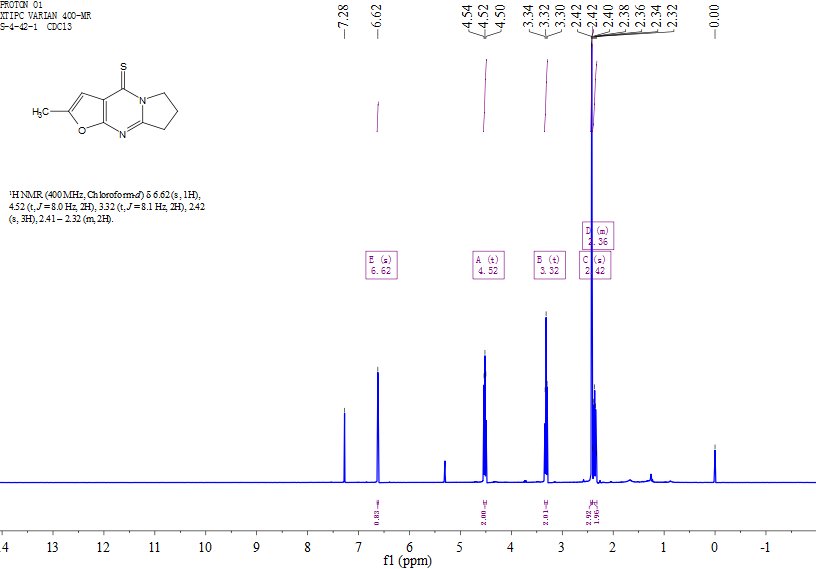 PROTON 01
XTIPC VARIAN 400-MR
S-4-42-1 CDCl3
7.28
6.62
4.54
4.52
4.50
3.34
3.32
3.30
2.42
2.42
2.40
2.38
2.36
2.34
2.32
0.00
S
N
H₃C
O
N
¹H NMR (400 MHz, Chloroform-d) δ 6.62 (s, 1H),
4.52 (t, J = 8.0 Hz, 2H), 3.32 (t, J = 8.1 Hz, 2H), 2.42
(s, 3H), 2.41 – 2.32 (m, 2H).
D (m)
2.36
E (s)
6.62
A (t)
4.52
B (t)
3.32
C (s)
2.42
0.83
2.00
2.01
2.92
1.96
14 13 12 11 10 9 8 7 6 5 4 3 2 1 0 -1
f1 (ppm)